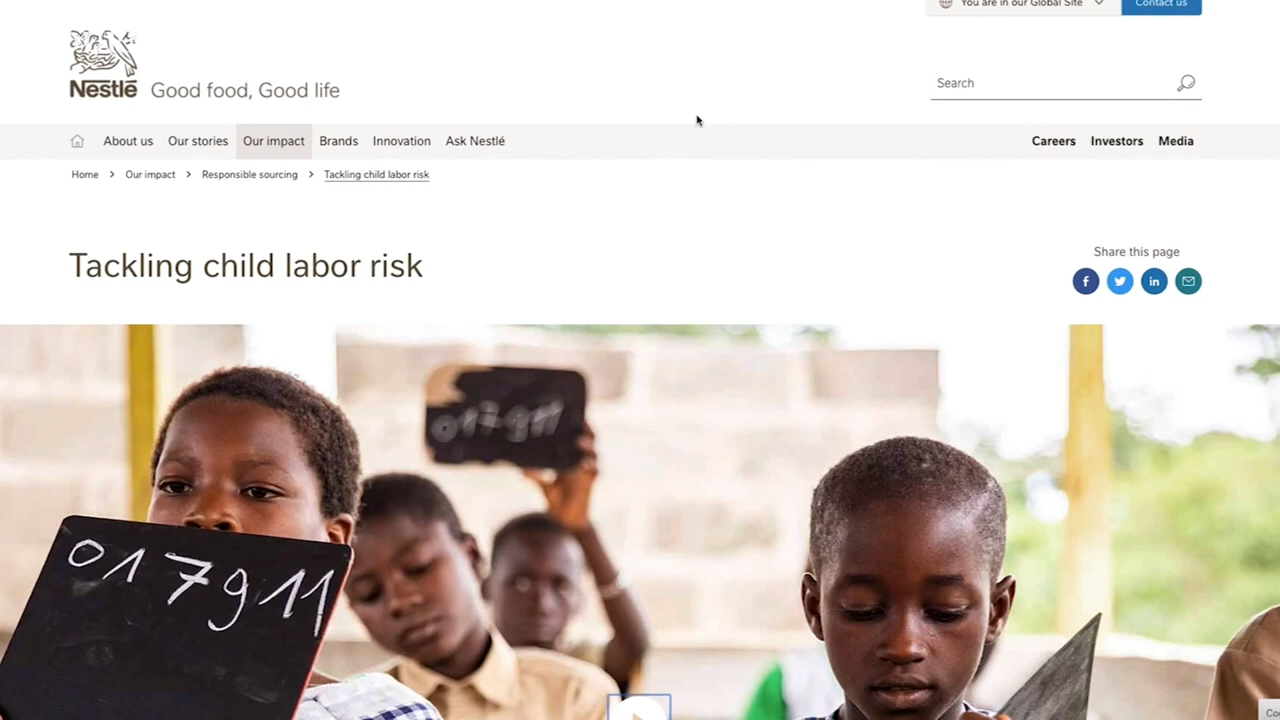 You are in our Global Site
Contact us
Nestlé Good food, Good life
Search
About us Our stories Our impact Brands Innovation Ask Nestlé
Careers Investors Media
Home > Our impact > Responsible sourcing > Tackling child labor risk
Tackling child labor risk
Share this page
f in
017911
017911